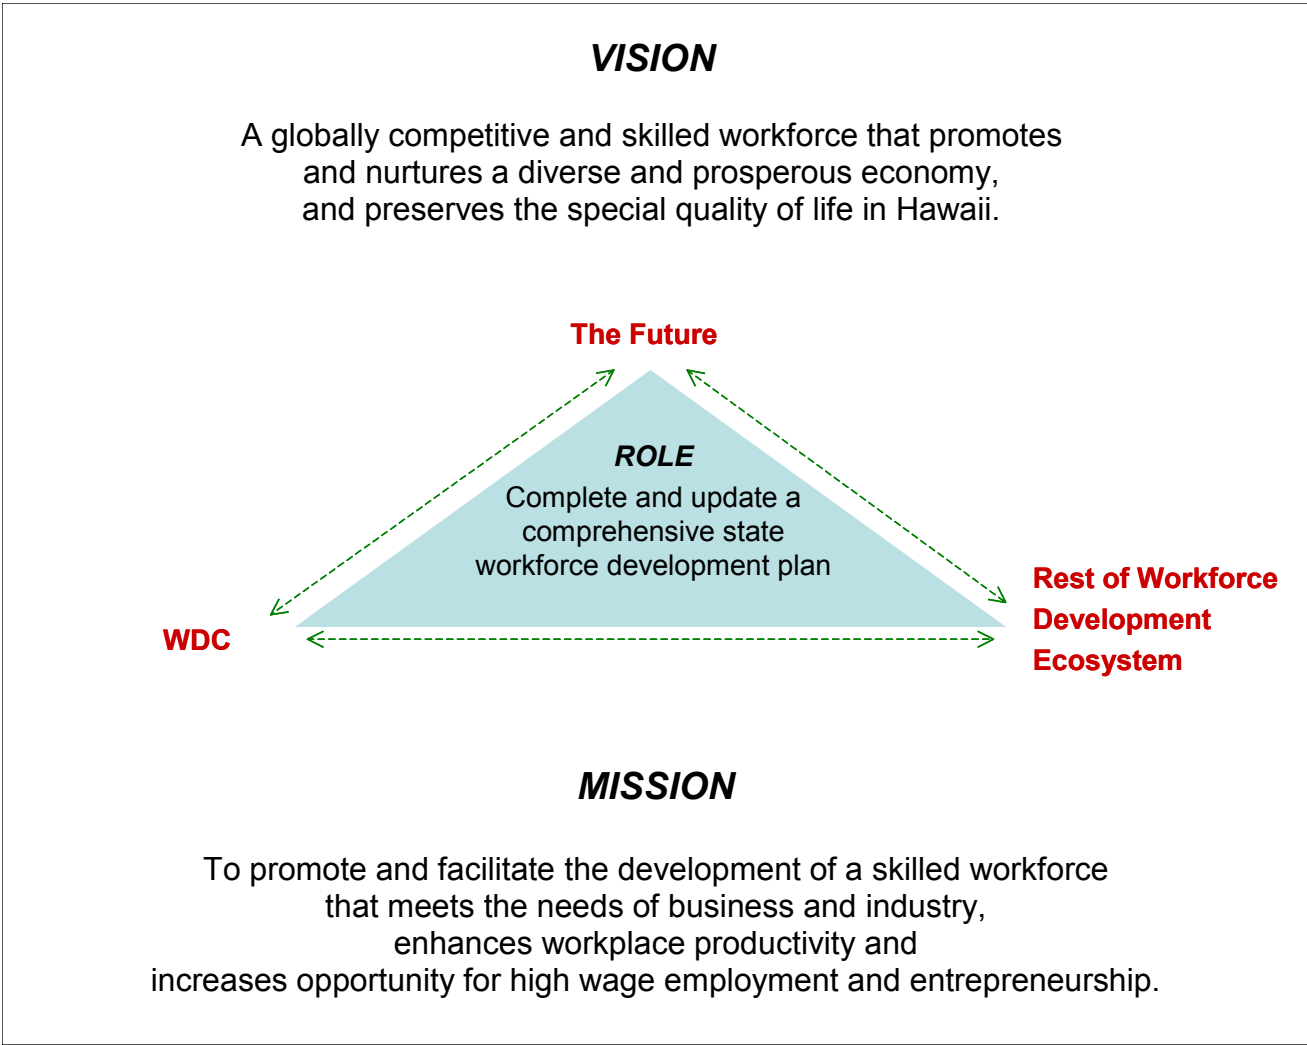 VISION
A globally competitive and skilled workforce that promotes
and nurtures a diverse and prosperous economy,
and preserves the special quality of life in Hawaii.
The Future
ROLE
Complete and update a
comprehensive state
workforce development plan
WDC
Rest of Workforce
Development
Ecosystem
MISSION
To promote and facilitate the development of a skilled workforce
that meets the needs of business and industry,
enhances workplace productivity and
increases opportunity for high wage employment and entrepreneurship.